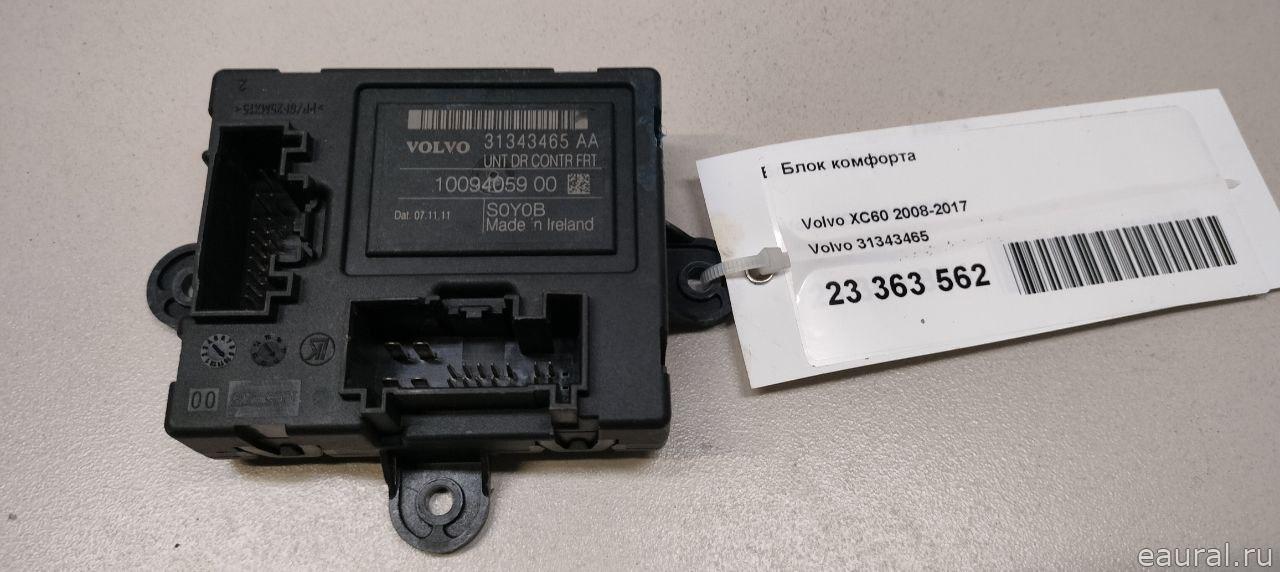 2
VOLVO 31343465 AA
UNT DR CONTR FRT
10094059 00
Dat. 07.11.11 S0Y0B
Made in Ireland
00
Блок комфорта
Volvo XC60 2008-2017
Volvo 31343465
23 363 562
eaural.ru